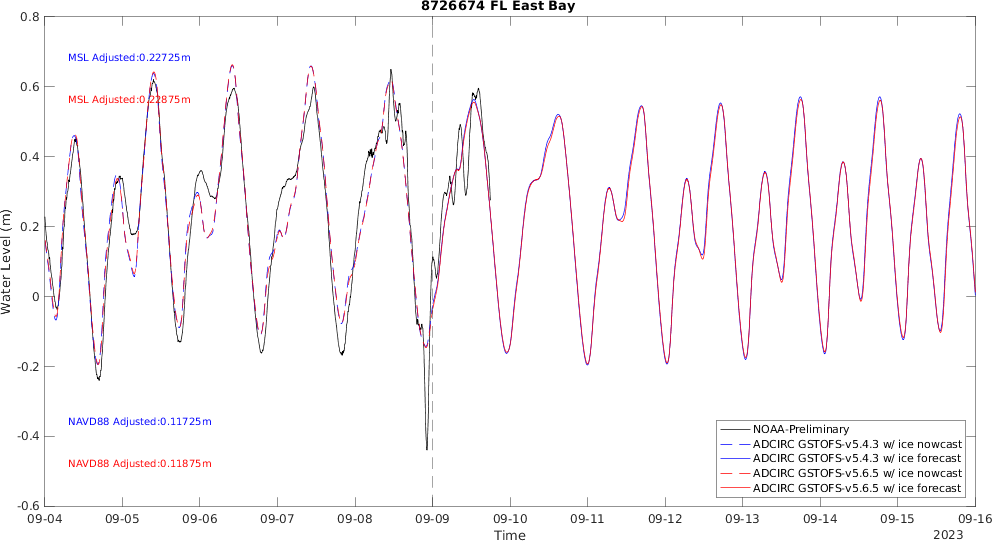 8726674 FL East Bay
0.8
0.6
0.4
0.2
0
-0.2
-0.4
-0.6
Water Level (m)
MSL Adjusted:0.22725m
MSL Adjusted:0.22875m
NAVD88 Adjusted:0.11725m
NAVD88 Adjusted:0.11875m
NOAA-Preliminary
ADCIRC GSTOFS-v5.4.3 w/ ice nowcast
ADCIRC GSTOFS-v5.4.3 w/ ice forecast
ADCIRC GSTOFS-v5.6.5 w/ ice nowcast
ADCIRC GSTOFS-v5.6.5 w/ ice forecast
09-04 09-05 09-06 09-07 09-08 09-09 09-10 09-11 09-12 09-13 09-14 09-15 09-16
Time
2023